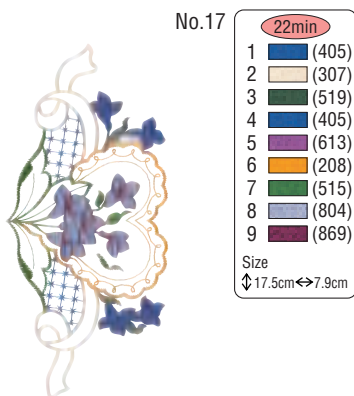 No.17
22min
1 (405)
2 (307)
3 (519)
4 (405)
5 (613)
6 (208)
7 (515)
8 (804)
9 (869)
Size
↕17.5cm↔7.9cm